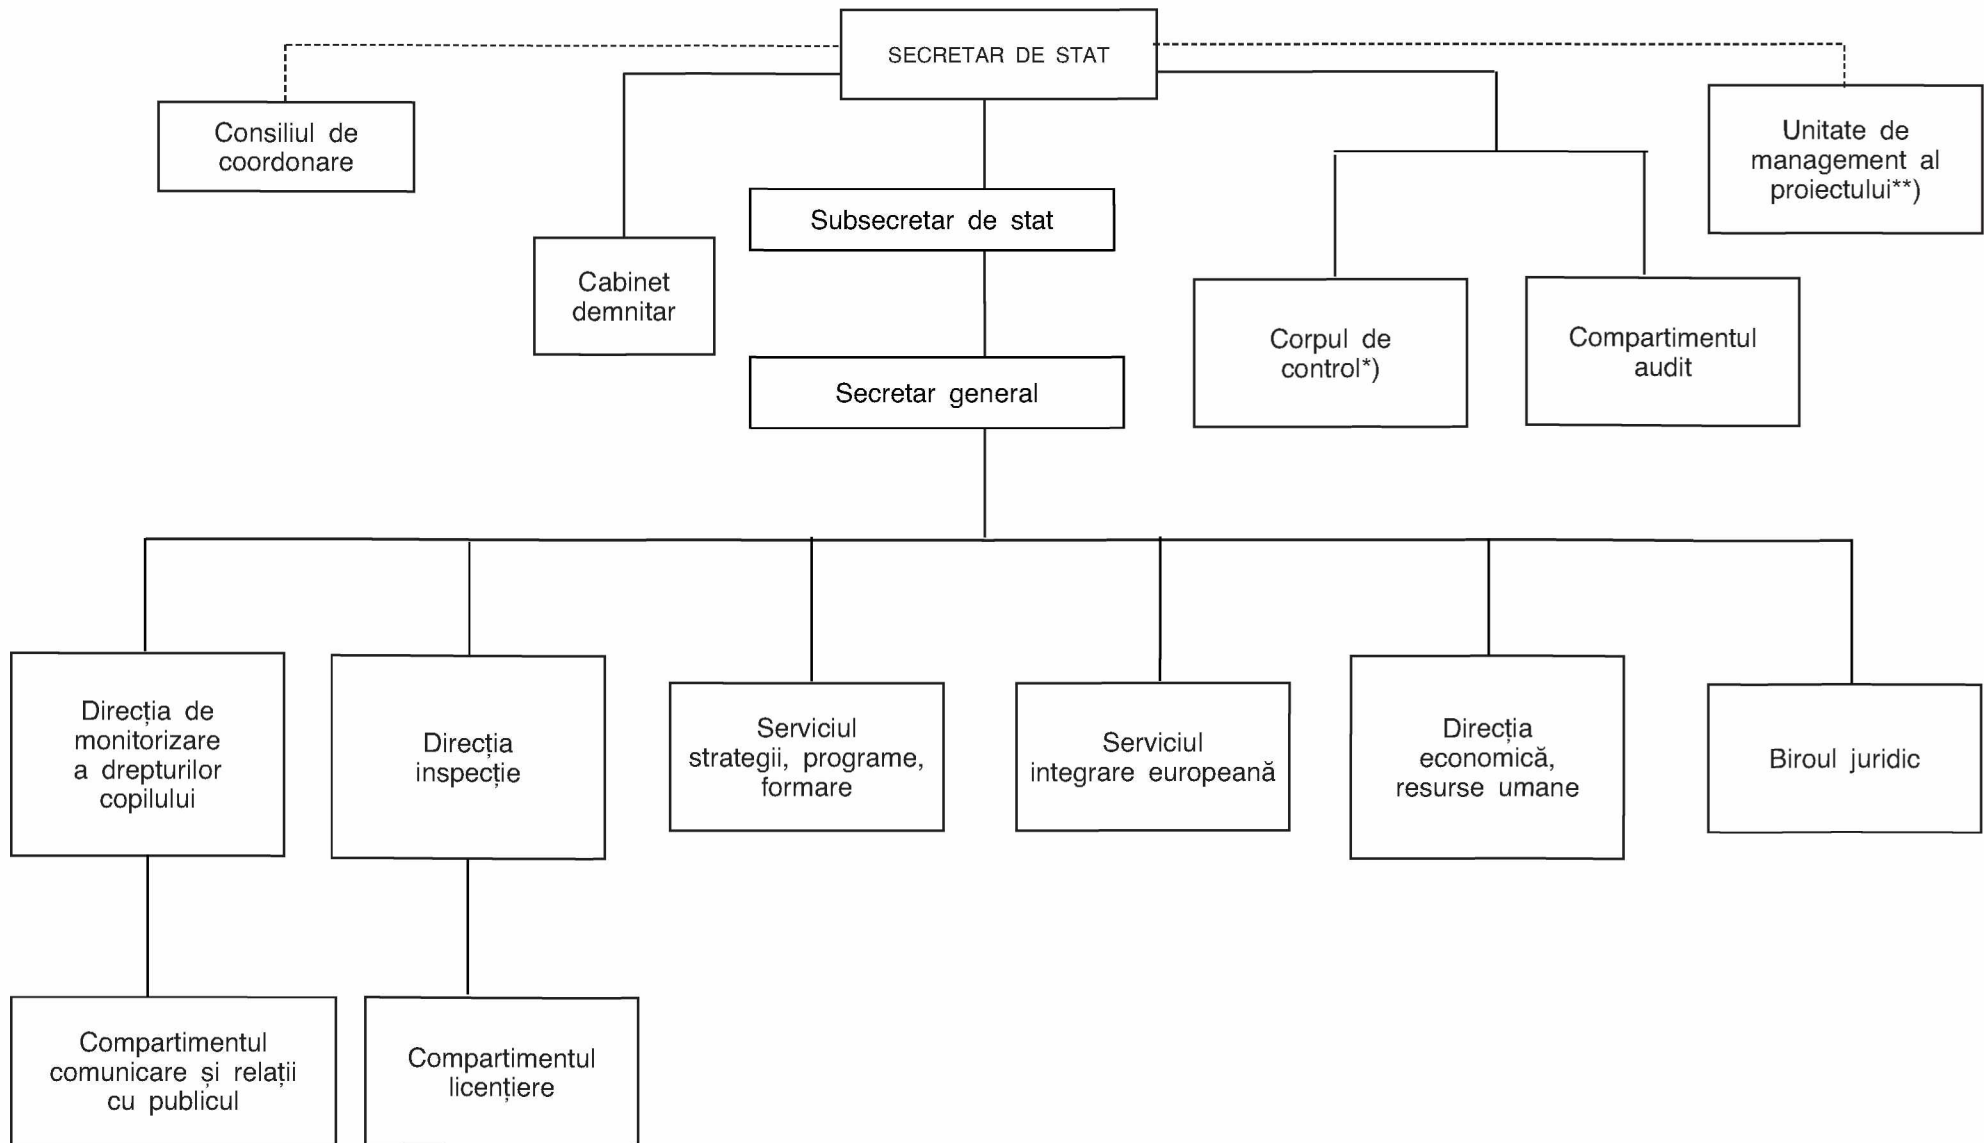 SECRETAR DE STAT
Consiliul de
coordonare
Unitate de
management al
proiectului**)
Subsecretar de stat
Cabinet
demnitar
Corpul de
control*)
Compartimentul
audit
Secretar general
Direcția de
monitorizare
a drepturilor
copilului
Direcția
inspecție
Serviciul
strategii, programe,
formare
Serviciul
integrare europeană
Direcția
economică,
resurse umane
Biroul juridic
Compartimentul
comunicare și relații
cu publicul
Compartimentul
licențiere